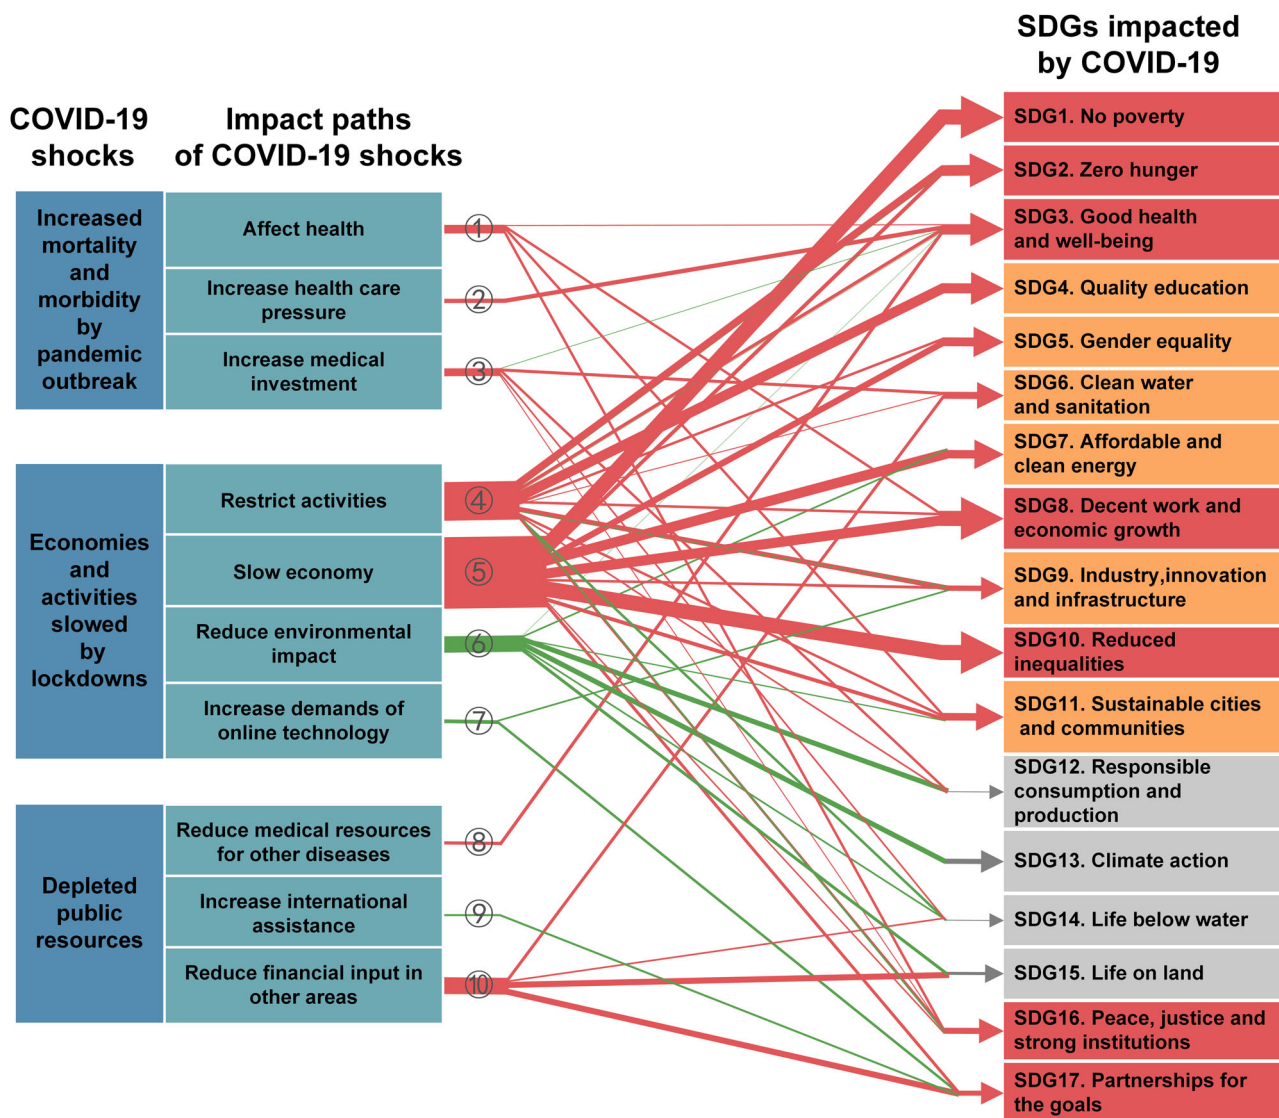 SDGs impacted
by COVID-19
COVID-19
shocks
Impact paths
of COVID-19 shocks
Increased
mortality
and
morbidity
by
pandemic
outbreak
Affect health
Increase health care
pressure
Increase medical
investment
①
②
③
Economies
and
activities
slowed
by
lockdowns
Restrict activities
Slow economy
Reduce environmental
impact
Increase demands of
online technology
④
⑤
⑥
⑦
Depleted
public
resources
Reduce medical resources
for other diseases
Increase international
assistance
Reduce financial input in
other areas
⑧
⑨
⑩
SDG1. No poverty
SDG2. Zero hunger
SDG3. Good health
and well-being
SDG4. Quality education
SDG5. Gender equality
SDG6. Clean water
and sanitation
SDG7. Affordable and
clean energy
SDG8. Decent work and
economic growth
SDG9. Industry,innovation
and infrastructure
SDG10. Reduced
inequalities
SDG11. Sustainable cities
and communities
SDG12. Responsible
consumption and
production
SDG13. Climate action
SDG14. Life below water
SDG15. Life on land
SDG16. Peace, justice and
strong institutions
SDG17. Partnerships for
the goals